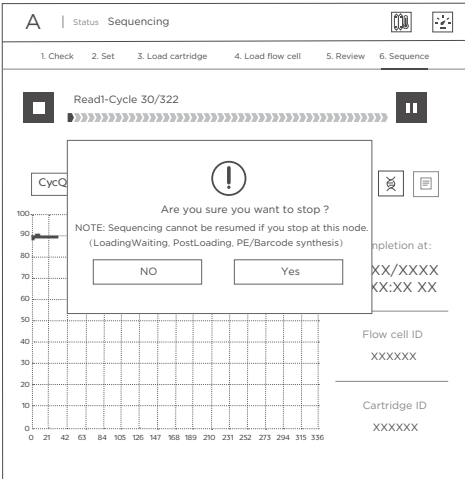 A | Status Sequencing
1. Check 2. Set 3. Load cartridge 4. Load flow cell 5. Review 6. Sequence
Read1-Cycle 30/322
CycQ
Are you sure you want to stop ?
NOTE: Sequencing cannot be resumed if you stop at this node.
(LoadingWaiting, PostLoading, PE/Barcode synthesis)
NO Yes
at:
XX/XXXX
XX:XX XX
Flow cell ID
XXXXXX
Cartridge ID
XXXXXX
100
90
80
70
60
50
40
30
20
10
0
0 21 42 63 84 105 126 147 168 189 210 231 252 273 294 315 336